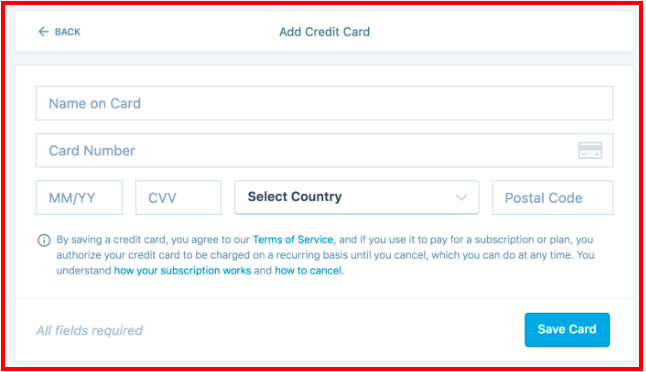 ← BACK
Add Credit Card
Name on Card
Card Number
MM/YY
CVV
Select Country
Postal Code
By saving a credit card, you agree to our Terms of Service, and if you use it to pay for a subscription or plan, you
authorize your credit card to be charged on a recurring basis until you cancel, which you can do at any time. You
understand how your subscription works and how to cancel.
All fields required
Save Card